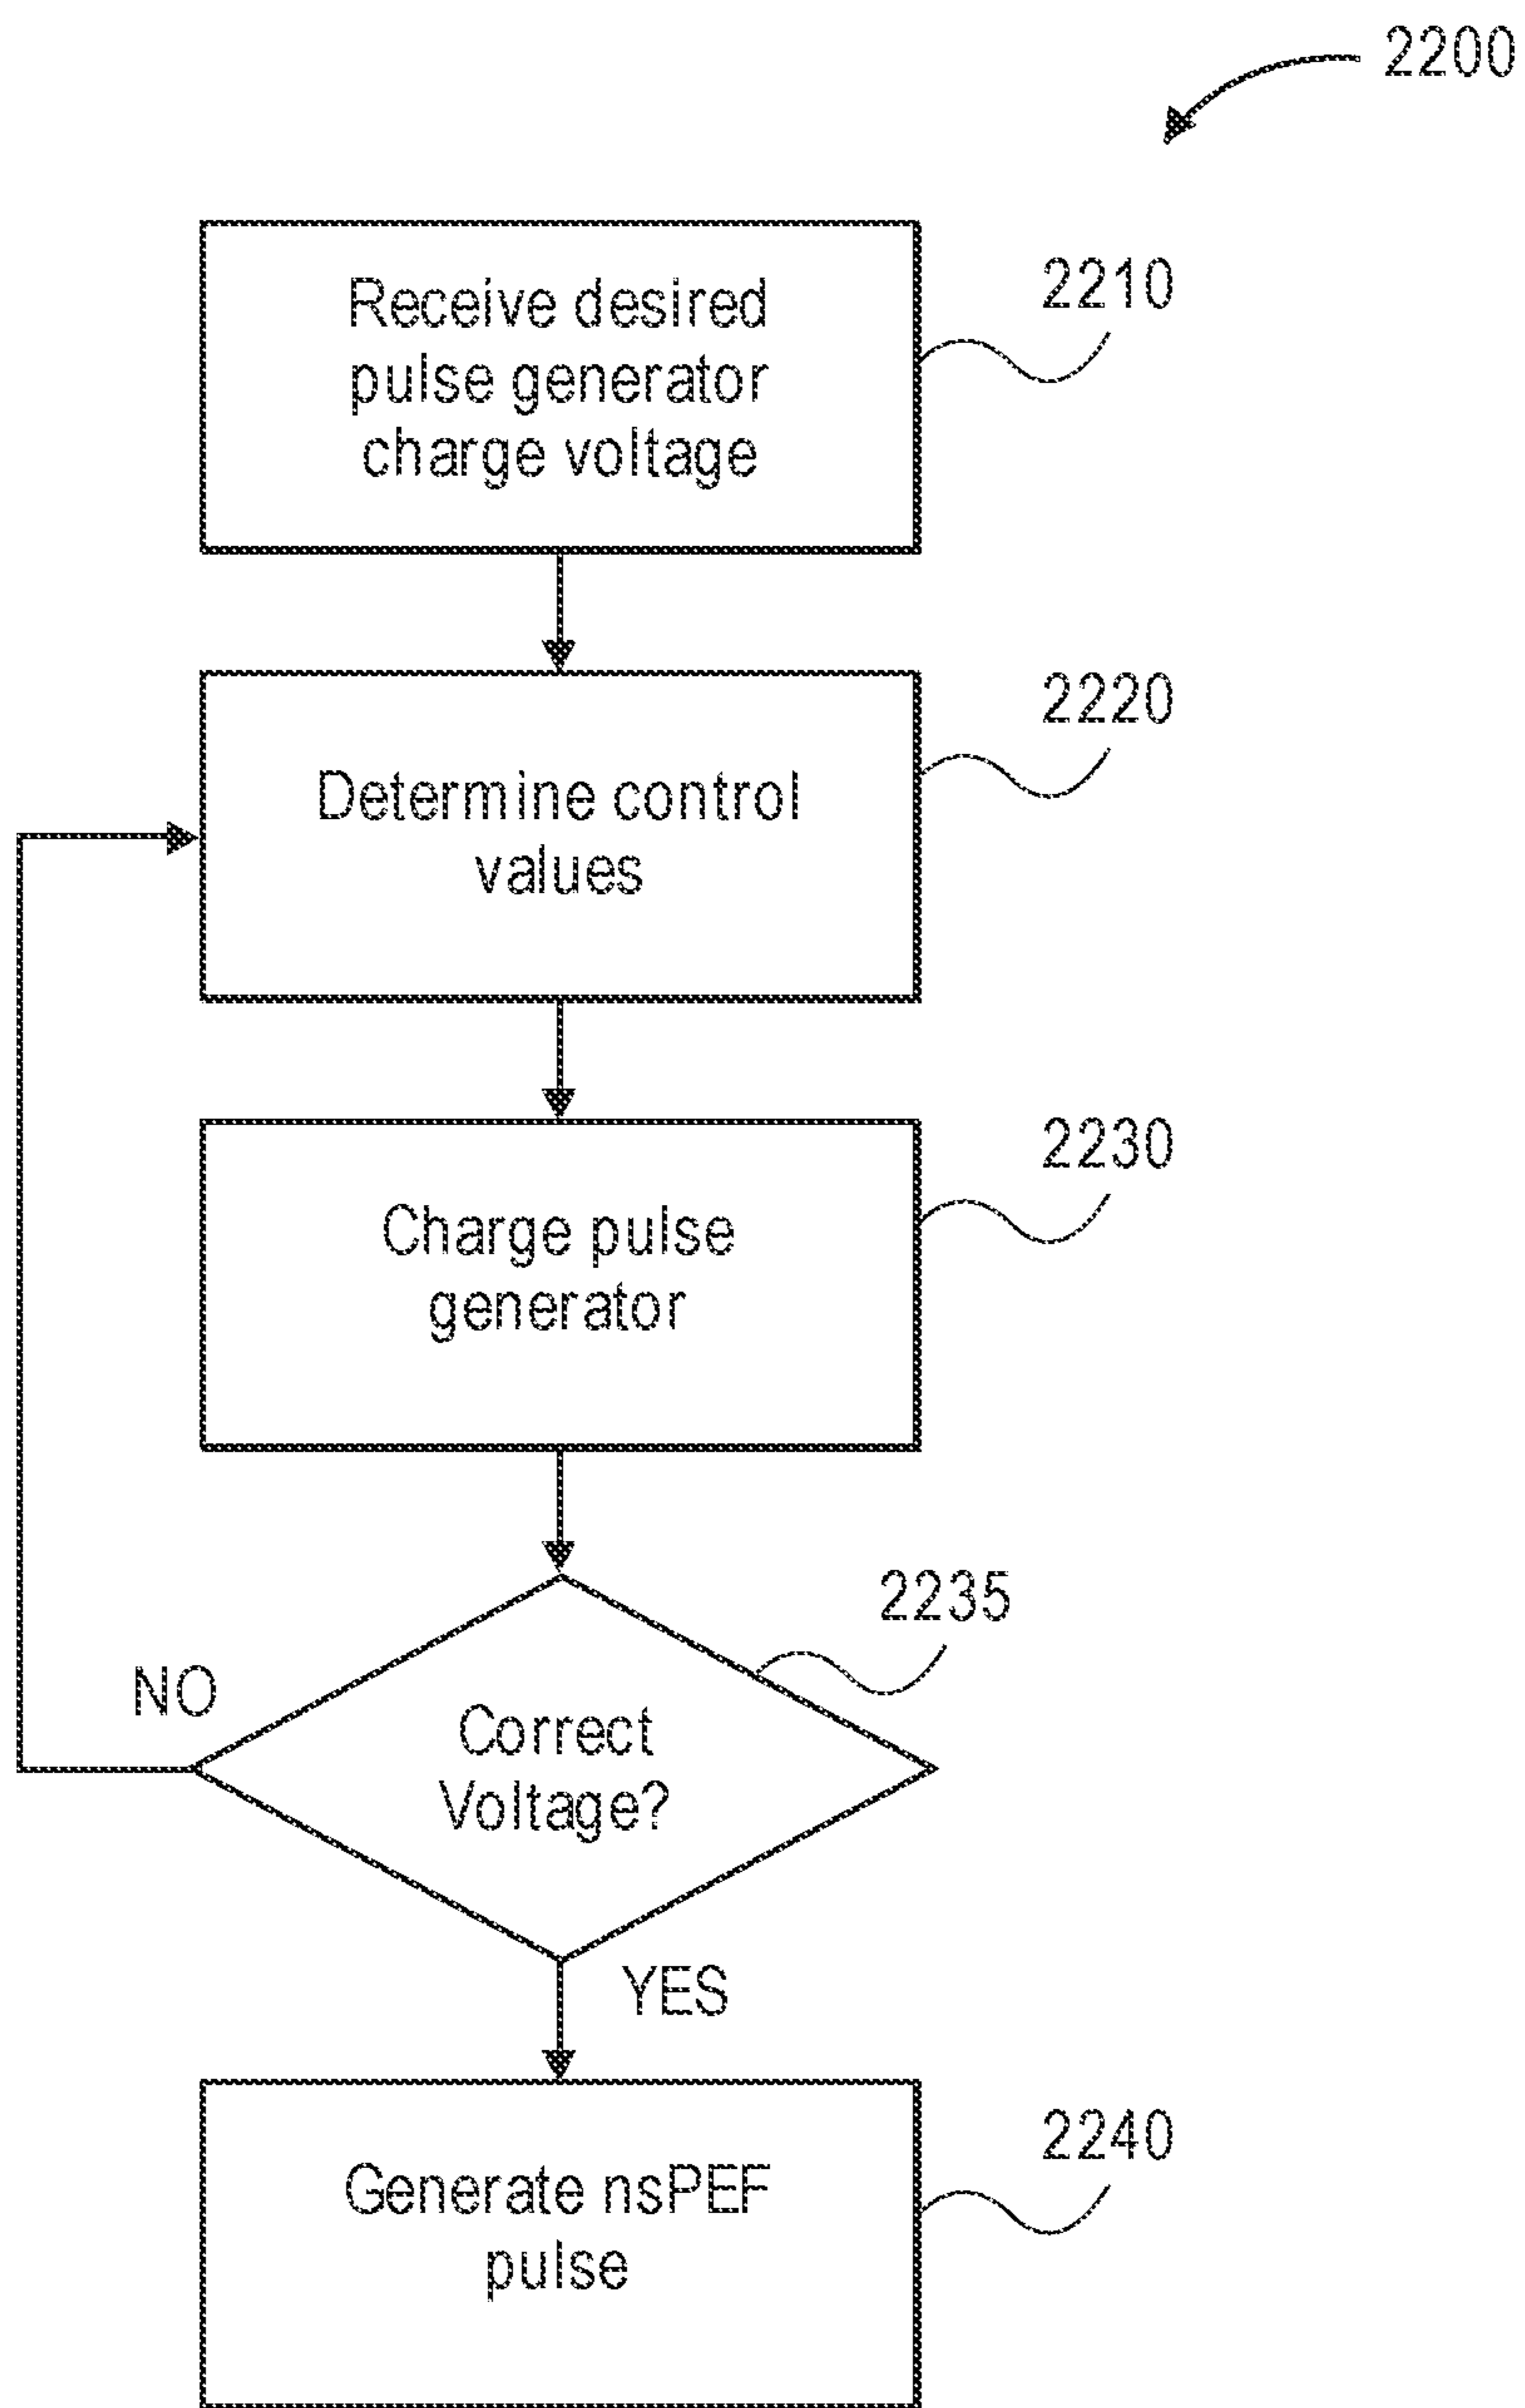 2200
Receive desired
pulse generator
charge voltage
2210
Determine control
values
2220
Charge pulse
generator
2230
Correct
Voltage?
2235
NO
YES
Generate nsPEF
pulse
2240